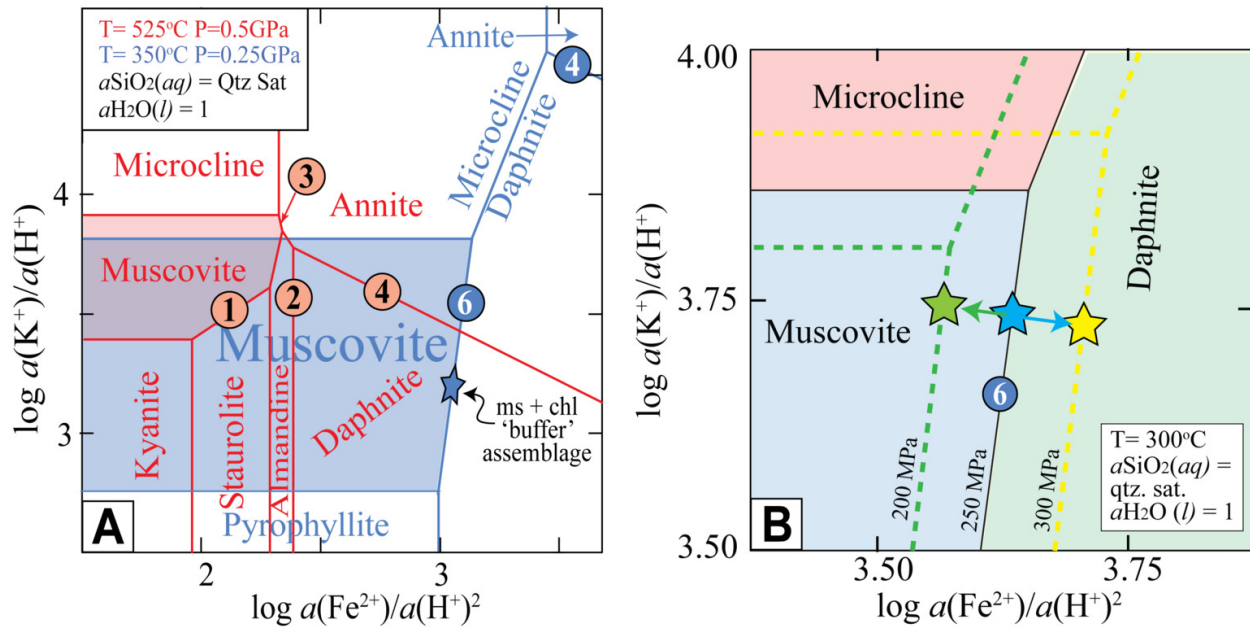 T= 525°C P=0.5GPa
T= 350°C P=0.25GPa
aSiO2(aq) = Qtz Sat
aH2O(l) = 1
Annite
4
Microcline
Daphnite
Microcline
3
Annite
4
Muscovite
1
2
4
6
Muscovite
Kyanite
Staurolite
Almandine
Daphnite
ms + chl
‘buffer’
assemblage
Pyrophyllite
A
3
2
3
log a(K⁺)/a(H⁺)
log a(Fe²⁺)/a(H⁺)²
4.00
Microcline
Daphnite
3.75
Muscovite
6
200 MPa
250 MPa
300 MPa
T= 300°C
aSiO2(aq) =
qtz. sat.
aH2O (l) = 1
B
3.50
3.50
3.75
log a(K⁺)/a(H⁺)
log a(Fe²⁺)/a(H⁺)²